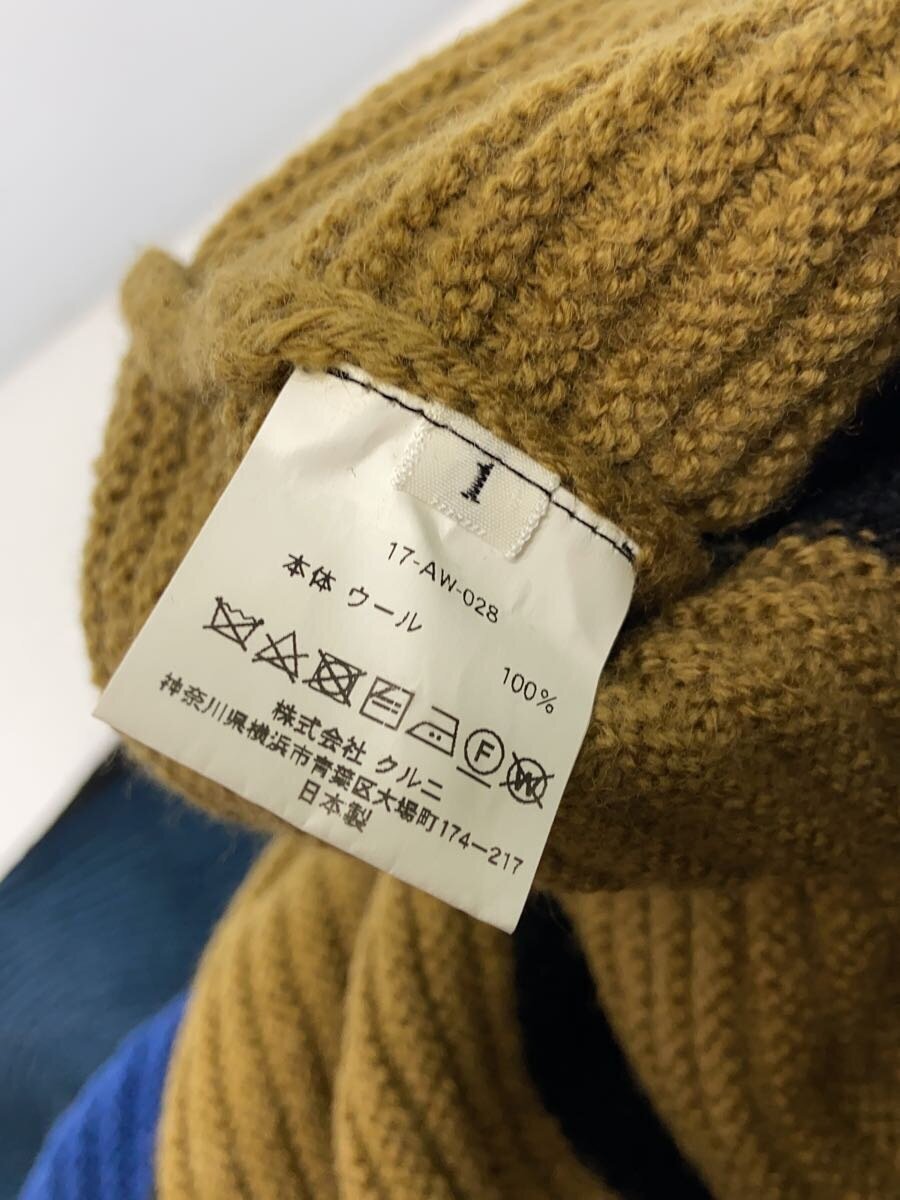 1
17-AW-028
本体 ウール 100%
F W
株式会社 クルニ
神奈川県横浜市青葉区大場町174-217
日本製